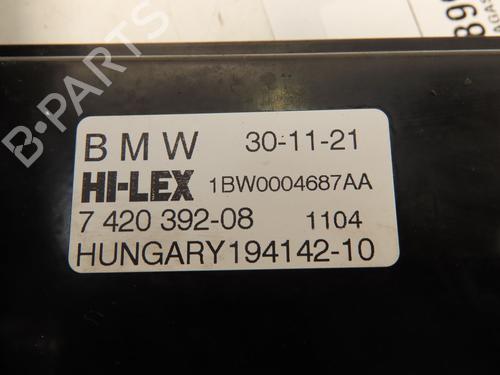 BMW 30-11-21
HI-LEX 1BW0004687AA
7 420 392-08 1104
HUNGARY194142-10
B-PARTS